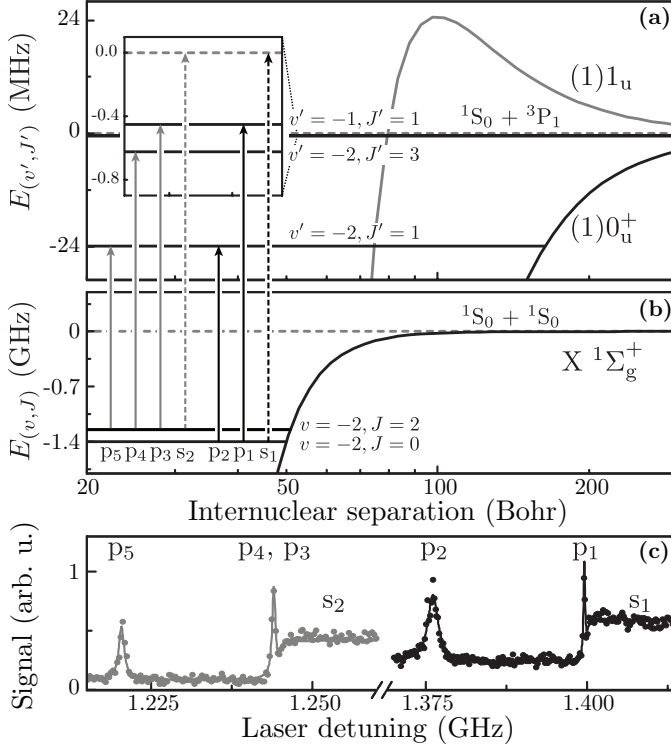 (a)
24
0
-24
E(v′,J′) (MHz)
0.0
-0.4
-0.8
(1)1u
v′ = −1, J′ = 1
¹S₀ + ³P₁
v′ = −2, J′ = 3
v′ = −2, J′ = 1
(1)0u⁺
(b)
0
-0.7
-1.4
E(v,J) (GHz)
¹S₀ + ¹S₀
X ¹Σg⁺
v = −2, J = 2
v = −2, J = 0
p₅ p₄ p₃ s₂ p₂ p₁ s₁
20 50 100 200
Internuclear separation (Bohr)
p₅ p₄, p₃ p₂ p₁ (c)
s₂ s₁
1
0
Signal (arb. u.)
1.225 1.250 1.375 1.400
Laser detuning (GHz)